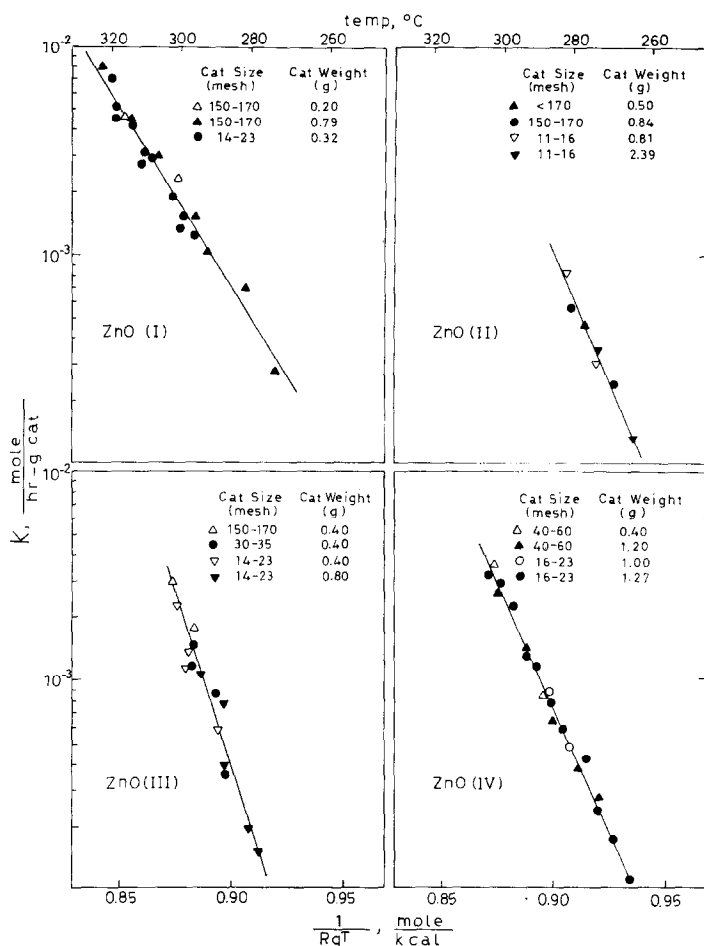 temp, °C
320 300 280 260
320 300 280 260
10-2
Cat Size Cat Weight
(mesh) (g)
△ 150-170 0.20
▲ 150-170 0.79
● 14-23 0.32
10-3
ZnO (I)
Cat Size Cat Weight
(mesh) (g)
▲ <170 0.50
● 150-170 0.84
▽ 11-16 0.81
▼ 11-16 2.39
ZnO (II)
K, mole
hr-g cat
10-2
Cat Size Cat Weight
(mesh) (g)
△ 150-170 0.40
● 30-35 0.40
▽ 14-23 0.40
▼ 14-23 0.80
10-3
ZnO(III)
Cat Size Cat Weight
(mesh) (g)
△ 40-60 0.40
▲ 40-60 1.20
○ 16-23 1.00
● 16-23 1.27
ZnO (IV)
0.85 0.90 0.95
0.90 0.95
1
RgT
, mole
kcal